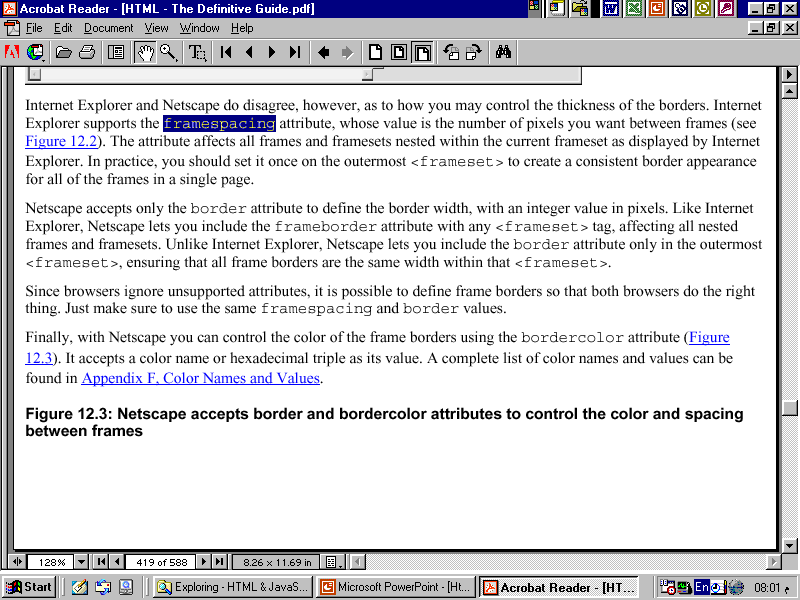 Acrobat Reader - [HTML - The Definitive Guide.pdf]
File Edit Document View Window Help
Internet Explorer and Netscape do disagree, however, as to how you may control the thickness of the borders. Internet
Explorer supports the framespacing attribute, whose value is the number of pixels you want between frames (see
Figure 12.2). The attribute affects all frames and framesets nested within the current frameset as displayed by Internet
Explorer. In practice, you should set it once on the outermost <frameset> to create a consistent border appearance
for all of the frames in a single page.
Netscape accepts only the border attribute to define the border width, with an integer value in pixels. Like Internet
Explorer, Netscape lets you include the frameborder attribute with any <frameset> tag, affecting all nested
frames and framesets. Unlike Internet Explorer, Netscape lets you include the border attribute only in the outermost
<frameset>, ensuring that all frame borders are the same width within that <frameset>.
Since browsers ignore unsupported attributes, it is possible to define frame borders so that both browsers do the right
thing. Just make sure to use the same framespacing and border values.
Finally, with Netscape you can control the color of the frame borders using the bordercolor attribute (Figure
12.3). It accepts a color name or hexadecimal triple as its value. A complete list of color names and values can be
found in Appendix F, Color Names and Values.
Figure 12.3: Netscape accepts border and bordercolor attributes to control the color and spacing
between frames
128% 419 of 588 8.26 x 11.69 in
Start Exploring - HTML & JavaS... Microsoft PowerPoint - [Ht... Acrobat Reader - [HT... En 08:01 م